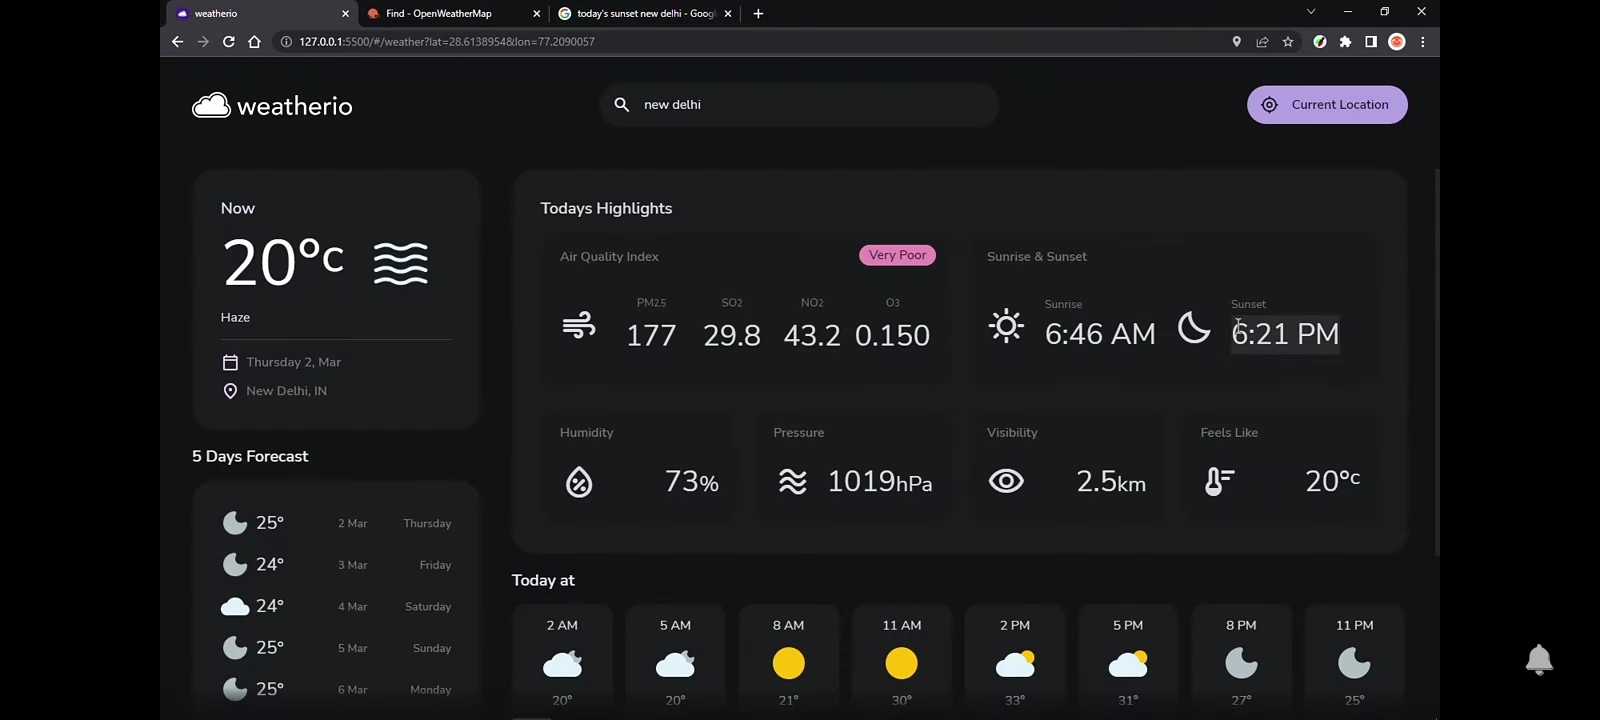 weatherio
Find - OpenWeatherMap
today's sunset new delhi - Goog
127.0.0.1:5500/#/weather?lat=28.6138954&lon=77.2090057
weatherio
new delhi
Current Location
Now
20°c
Haze
Thursday 2, Mar
New Delhi, IN
Todays Highlights
Air Quality Index
Very Poor
PM2.5 SO2 NO2 O3
177 29.8 43.2 0.150
Sunrise & Sunset
Sunrise Sunset
6:46 AM 6:21 PM
Humidity
73%
Pressure
1019hPa
Visibility
2.5km
Feels Like
20°c
5 Days Forecast
25° 2 Mar Thursday
24° 3 Mar Friday
24° 4 Mar Saturday
25° 5 Mar Sunday
25° 6 Mar Monday
Today at
2 AM 5 AM 8 AM 11 AM 2 PM 5 PM 8 PM 11 PM
20° 20° 21° 30° 33° 31° 27° 25°